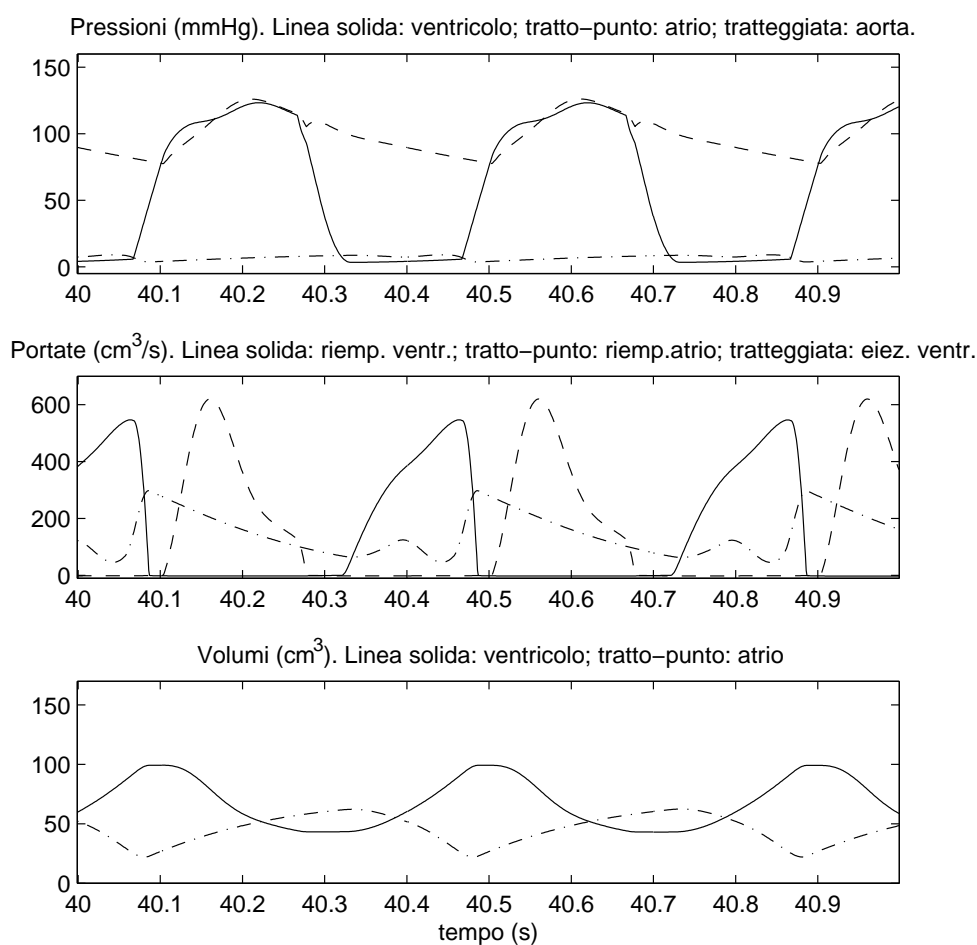 Pressioni (mmHg). Linea solida: ventricolo; tratto−punto: atrio; tratteggiata: aorta.
150
100
50
0
40 40.1 40.2 40.3 40.4 40.5 40.6 40.7 40.8 40.9
Portate (cm³/s). Linea solida: riemp. ventr.; tratto−punto: riemp.atrio; tratteggiata: eiez. ventr.
600
400
200
0
40 40.1 40.2 40.3 40.4 40.5 40.6 40.7 40.8 40.9
Volumi (cm³). Linea solida: ventricolo; tratto−punto: atrio
150
100
50
0
40 40.1 40.2 40.3 40.4 40.5 40.6 40.7 40.8 40.9
tempo (s)